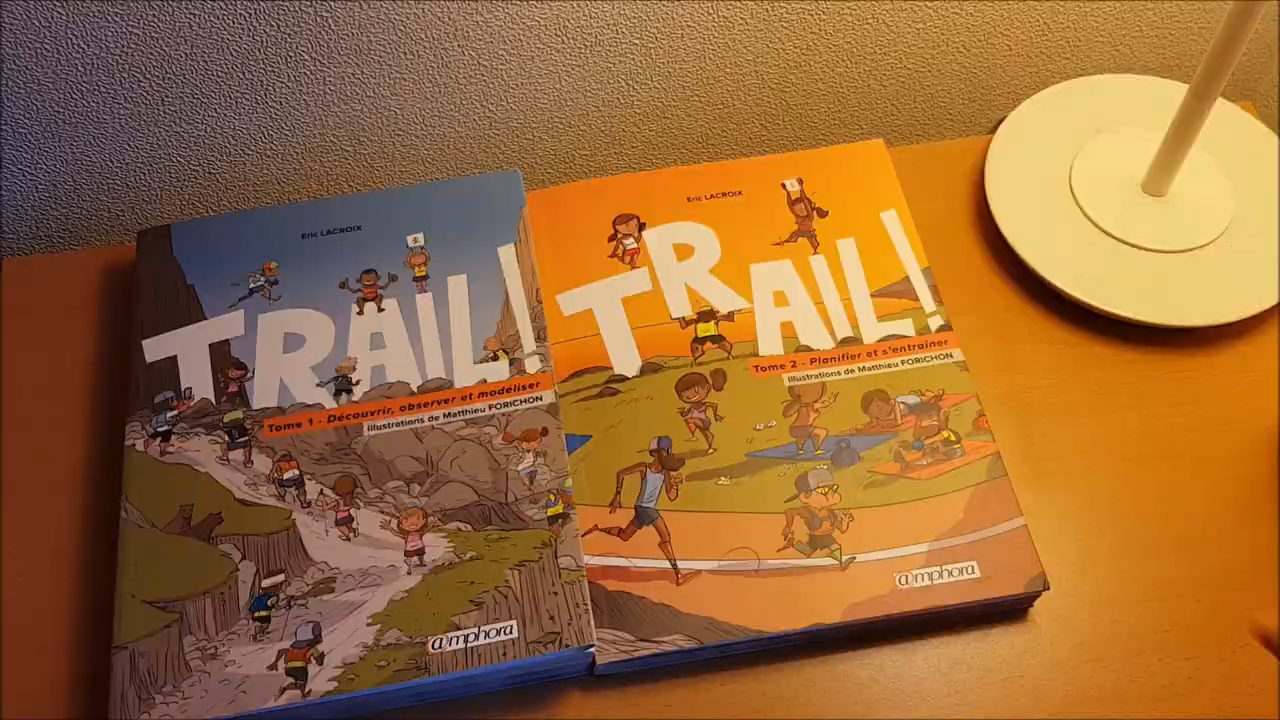 Eric LACROIX
TRAIL!
Tome 1 - Découvrir, observer et modéliser
Illustrations de Matthieu FORICHON
@mphora
Eric LACROIX
TRAIL!
Tome 2 - Planifier et s'entraîner
Illustrations de Matthieu FORICHON
@mphora